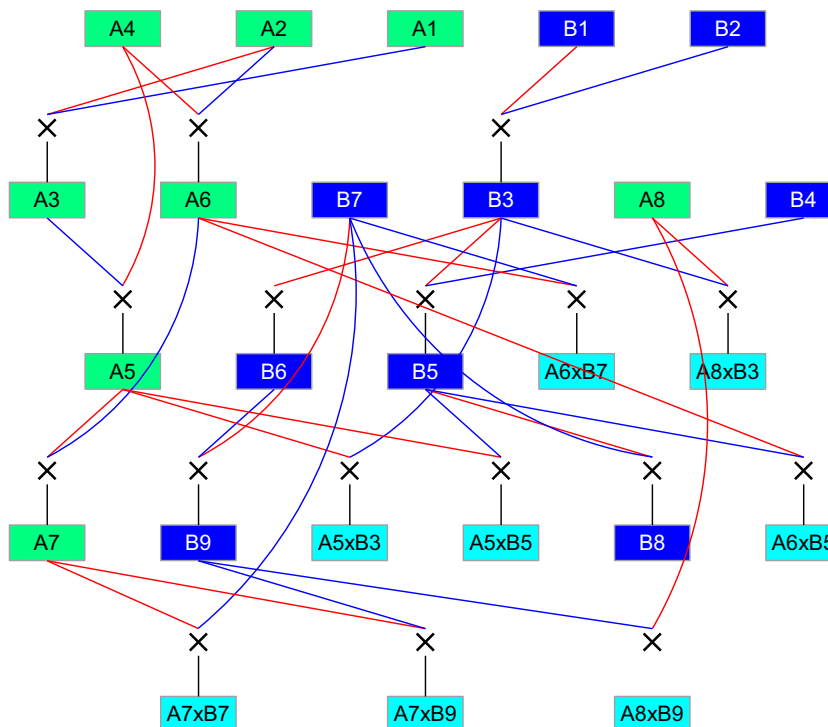 A4 A2 A1 B1 B2
A3 A6 B7 B3 A8 B4
A5 B6 B5 A6xB7 A8xB3
A7 B9 A5xB3 A5xB5 B8 A6xB5
A7xB7 A7xB9 A8xB9